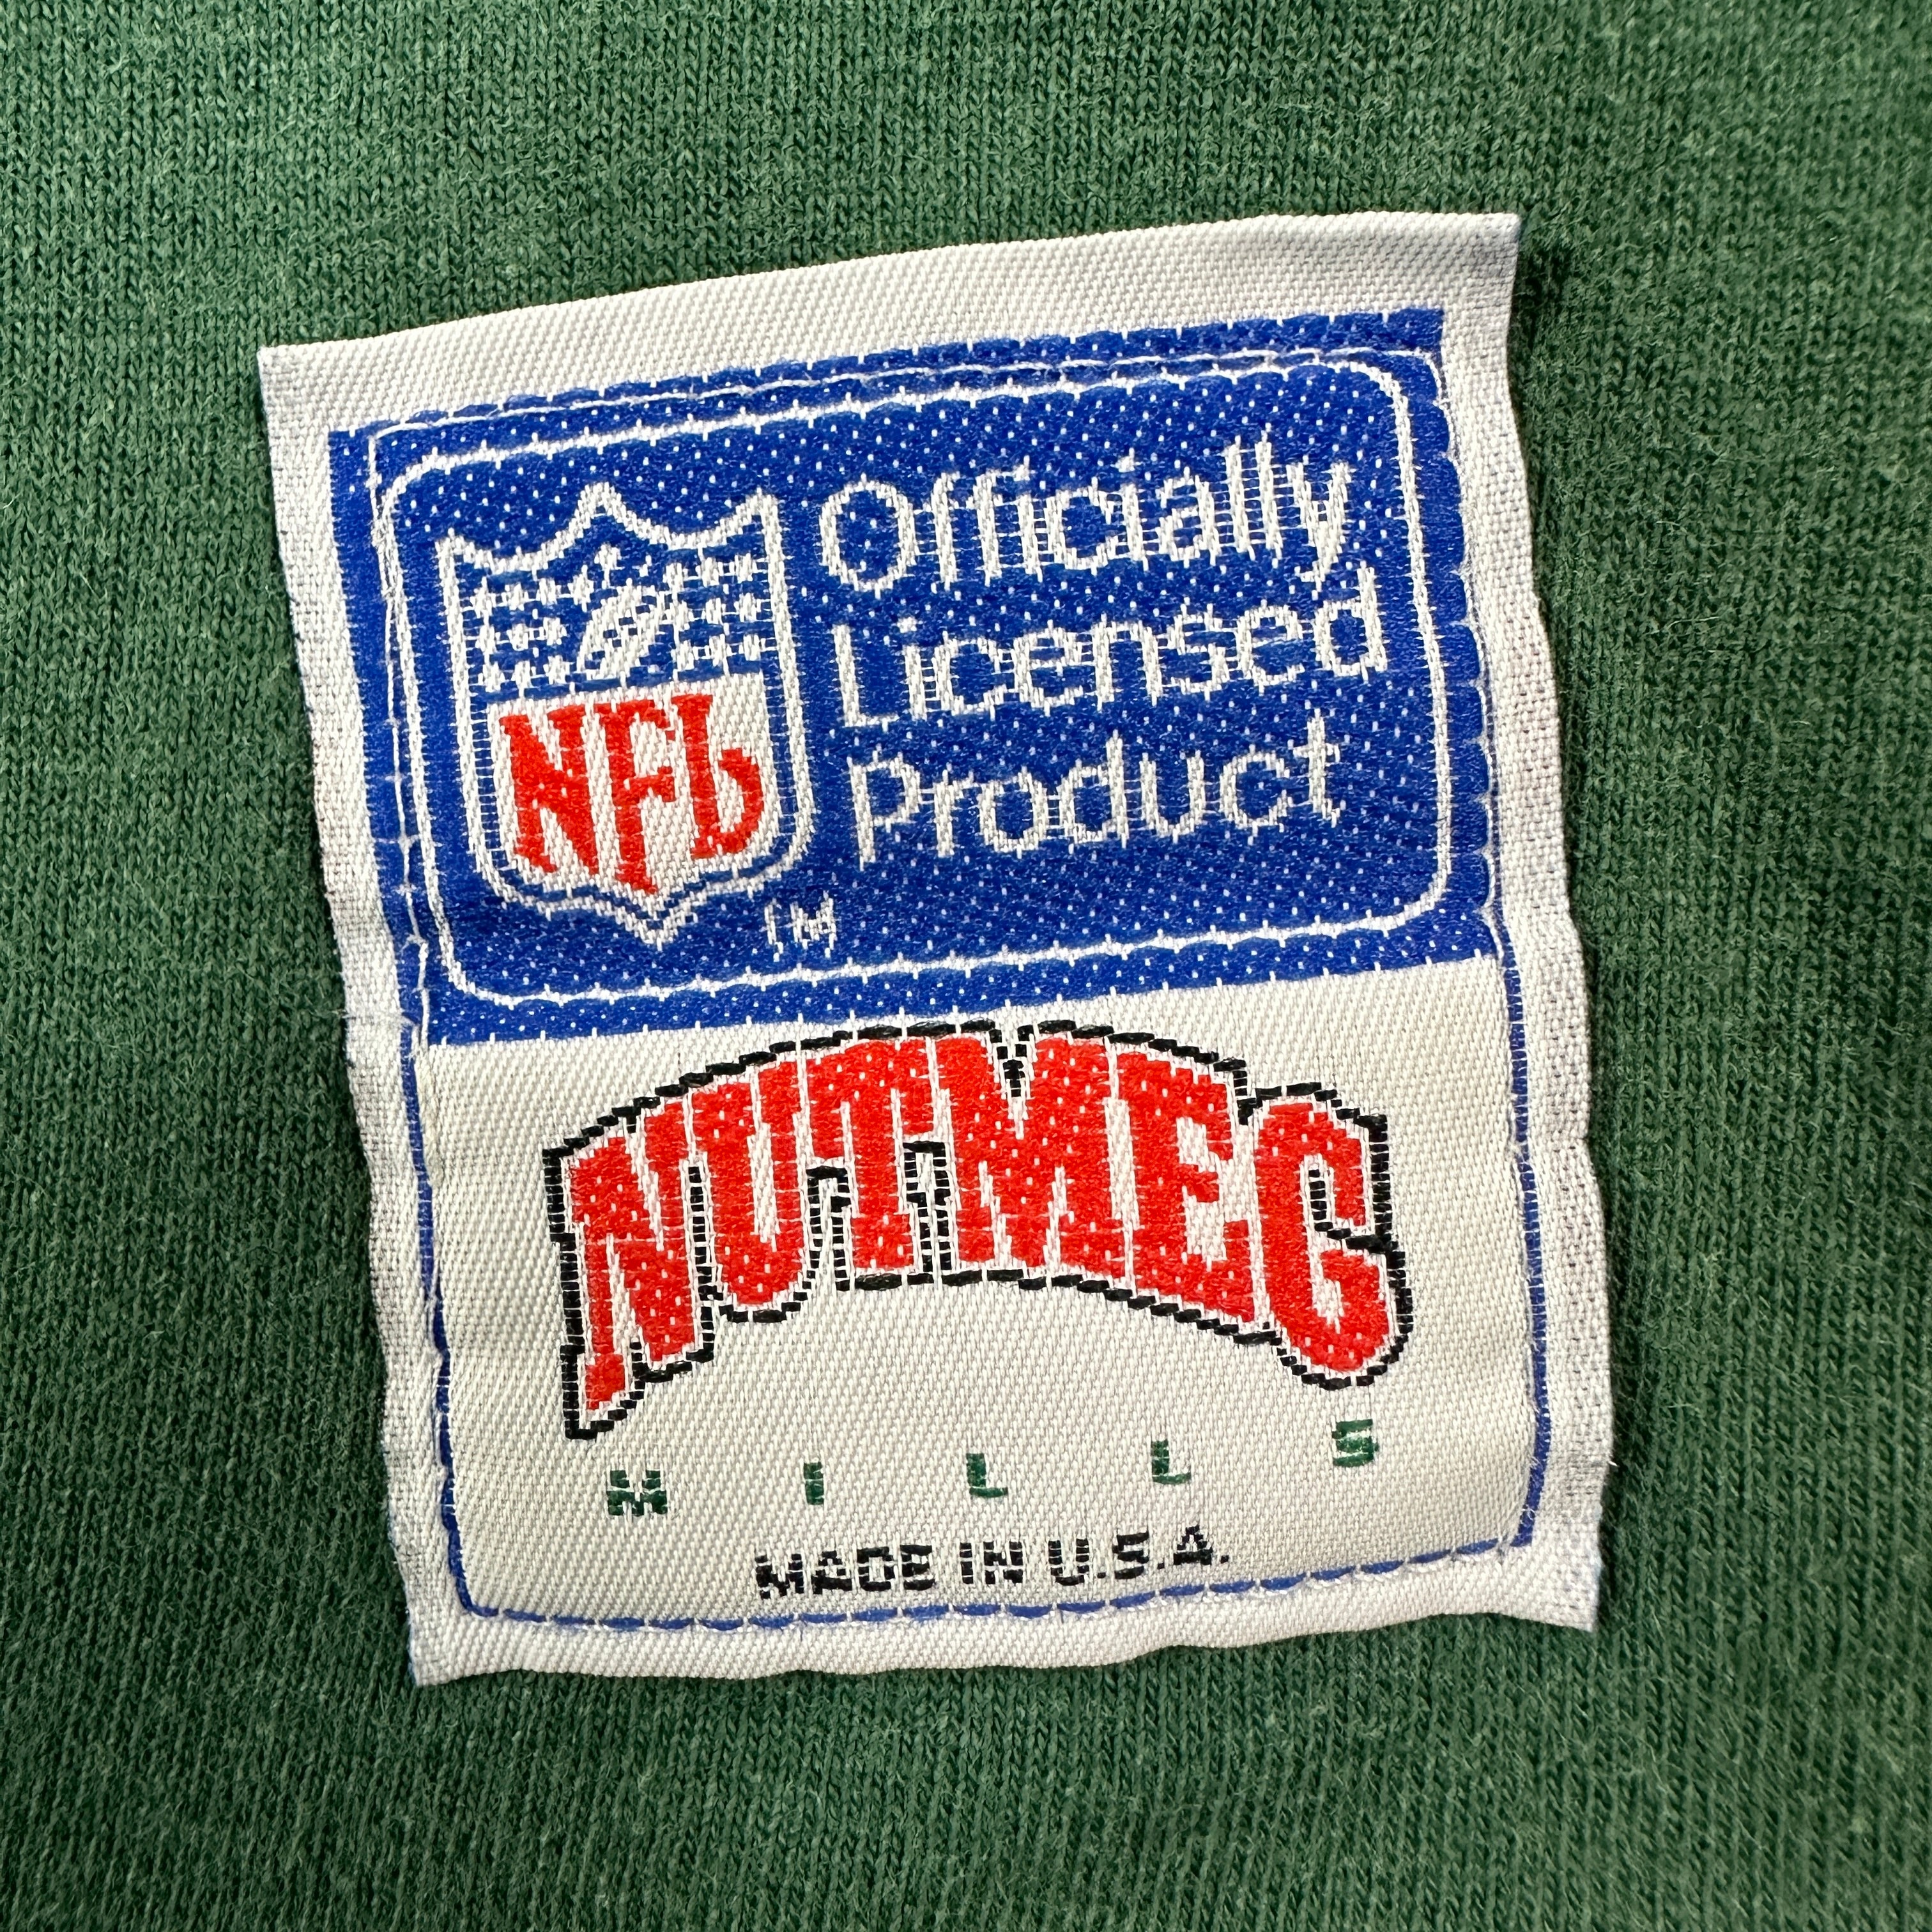 Officially
Licensed
Product
NFL
TM
NUTMEG
MILLS
MADE IN U.S.A.